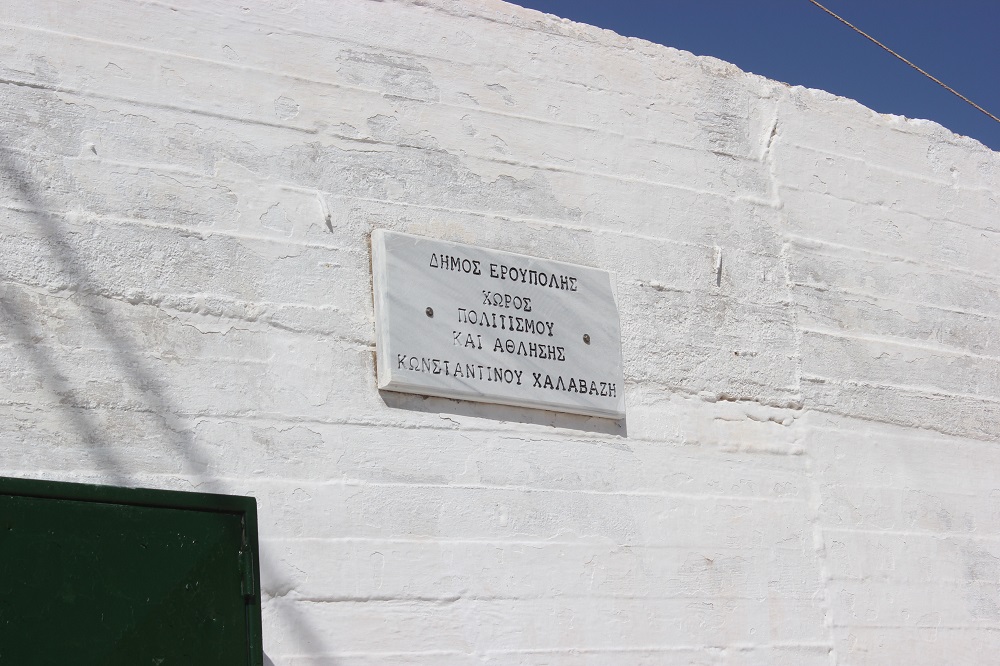 ΔΗΜΟΣ ΕΡΟΥΠΟΛΗΣ
ΧΩΡΟΣ
ΠΟΛΙΤΙΣΜΟΥ
ΚΑΙ ΑΘΛΗΣΗΣ
ΚΩΝΣΤΑΝΤΙΝΟΥ ΧΑΛΑΒΑΖΗ